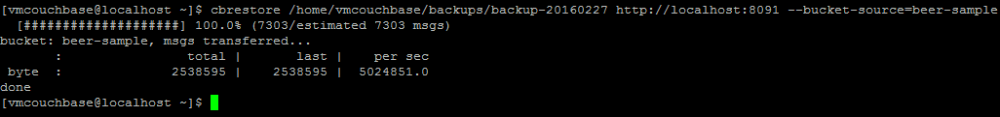 [vmcouchbase@localhost ~]$ cbrestore /home/vmcouchbase/backups/backup-20160227 http://localhost:8091 --bucket-source=beer-sample
  [####################] 100.0% (7303/estimated 7303 msgs)
bucket: beer-sample, msgs transferred...
       :                total |       last |    per sec
 byte  :              2538595 |    2538595 |  5024851.0
done
[vmcouchbase@localhost ~]$